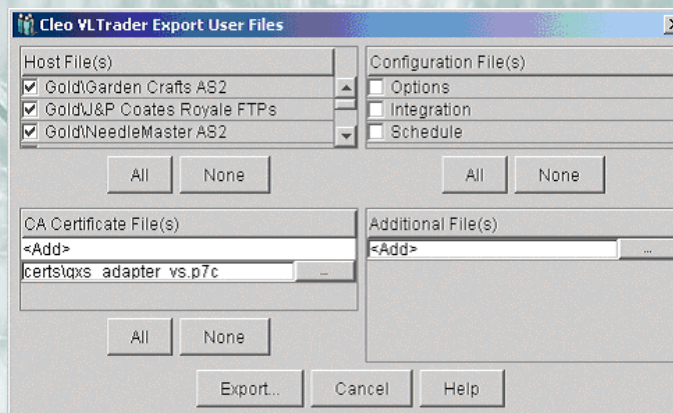 Cleo VLTrader Export User Files
Host File(s)
Gold\Garden Crafts AS2
Gold\J&P Coates Royale FTPs
Gold\NeedleMaster AS2
All None
Configuration File(s)
Options
Integration
Schedule
All None
CA Certificate File(s)
<Add>
certs\gxs_adapter_vs.p7c ...
All None
Additional File(s)
<Add> ...
Export... Cancel Help